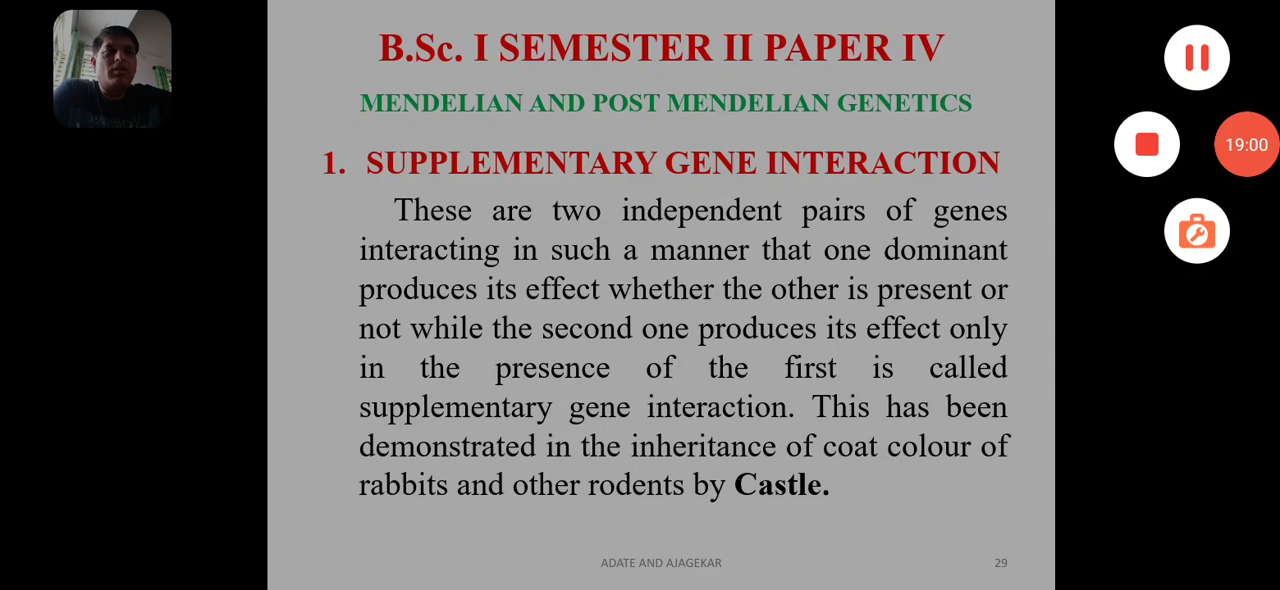 B.Sc. I SEMESTER II PAPER IV
MENDELIAN AND POST MENDELIAN GENETICS
1. SUPPLEMENTARY GENE INTERACTION
These are two independent pairs of genes
interacting in such a manner that one dominant
produces its effect whether the other is present or
not while the second one produces its effect only
in the presence of the first is called
supplementary gene interaction. This has been
demonstrated in the inheritance of coat colour of
rabbits and other rodents by Castle.
ADATE AND AJAGEKAR
29
19:00